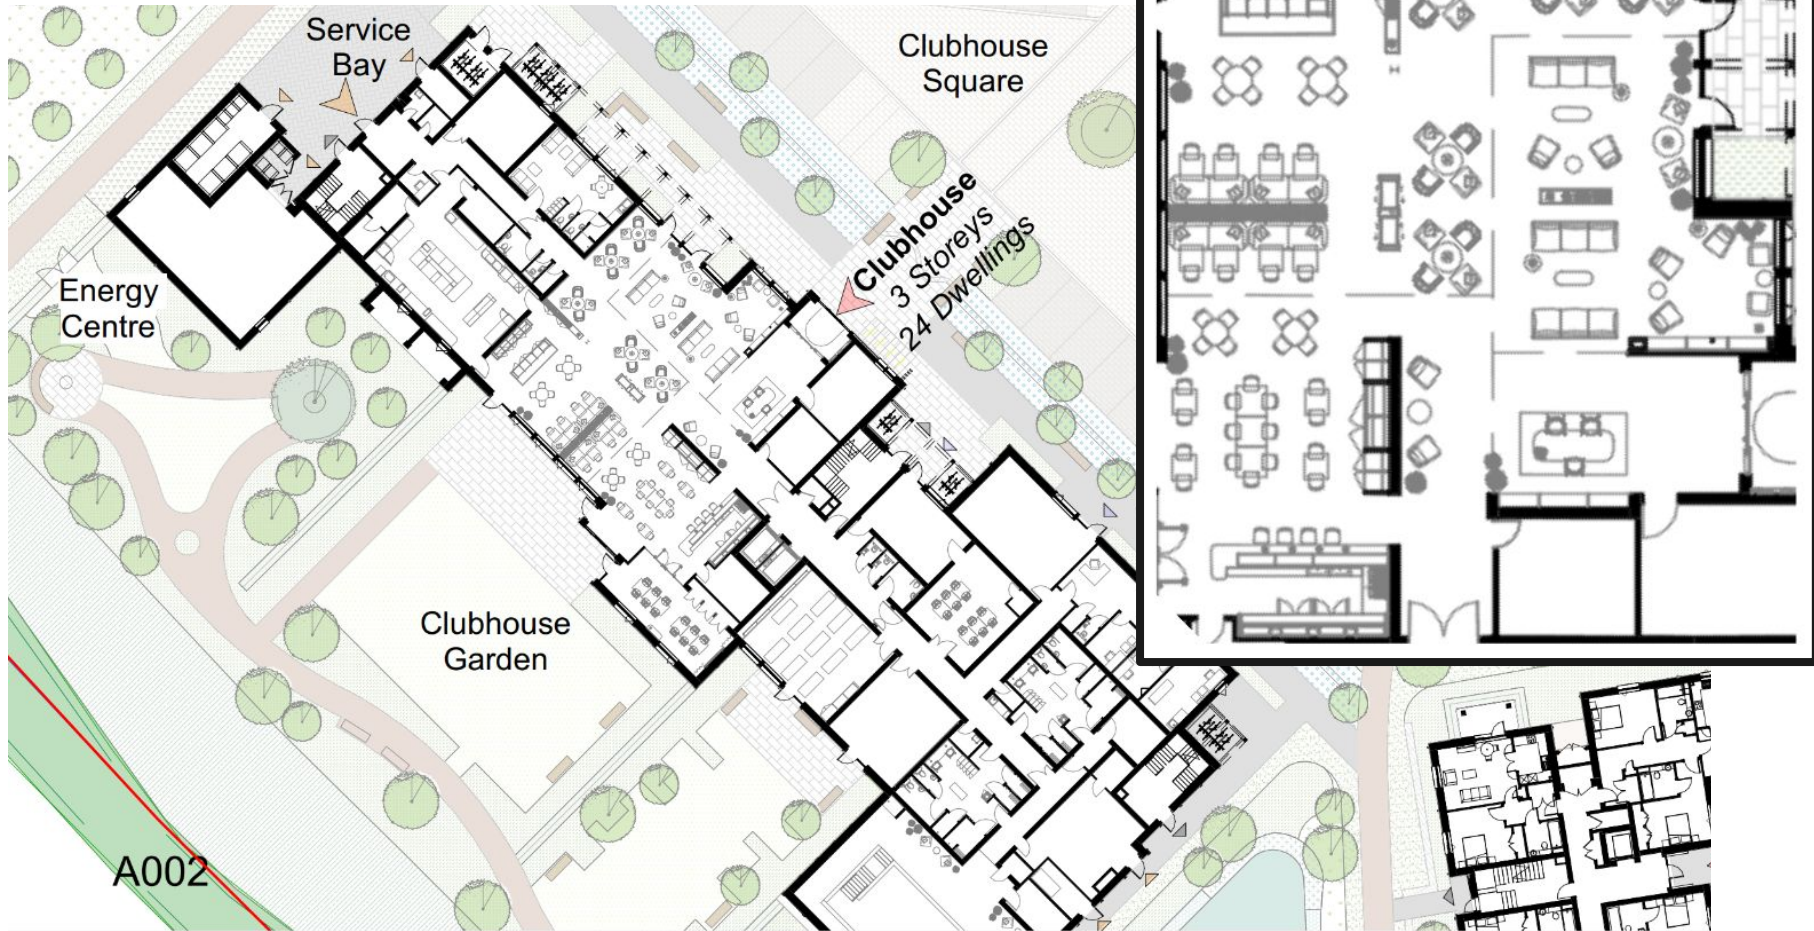 Service
Bay
Clubhouse
Square
Clubhouse
3 Storeys
24 Dwellings
Energy
Centre
Clubhouse
Garden
A002